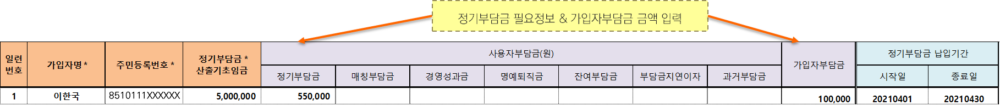 정기부담금 필요정보 & 가입자부담금 금액 입력
일련
번호
가입자명 *
주민등록번호 *
정기부담금 *
산출기초임금
사용자부담금(원)
정기부담금
매칭부담금
경영성과금
명예퇴직금
잔여부담금
부담금지연이자
과거부담금
가입자부담금
정기부담금 납입기간
시작일
종료일
1 이한국 8510111XXXXXX 5,000,000 550,000 100,000 20210401 20210430